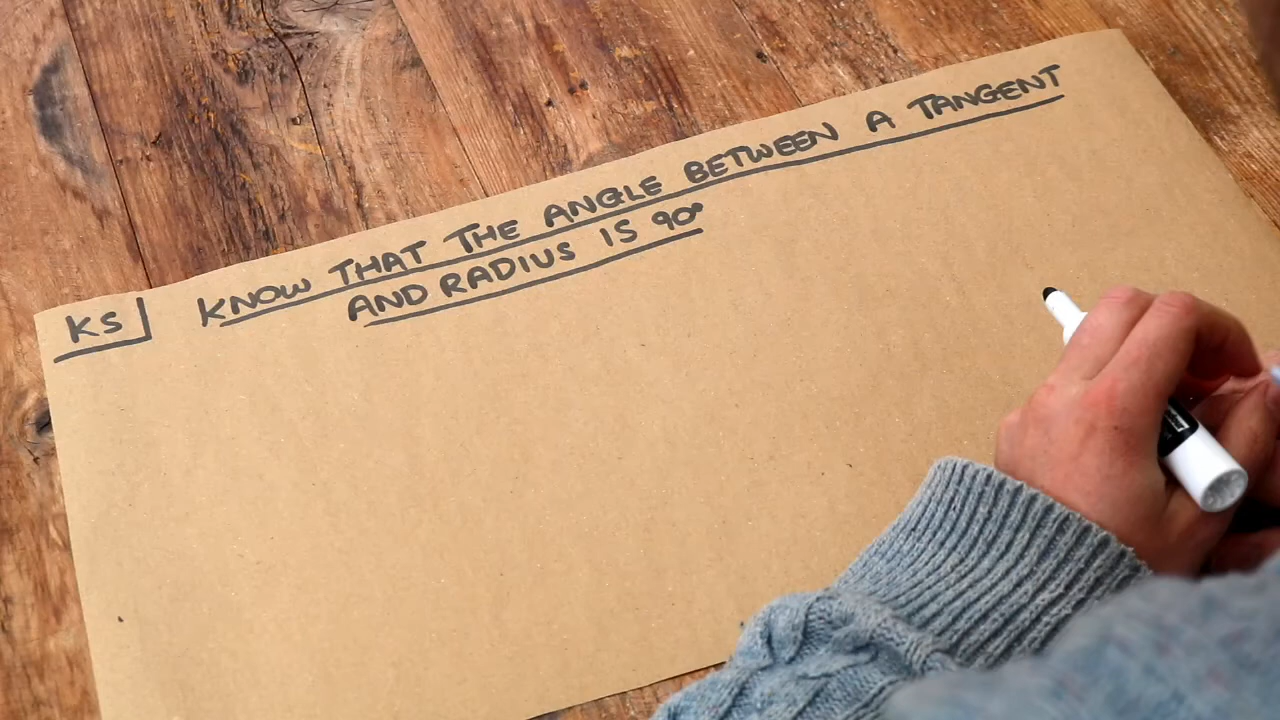 KS
KNOW THAT THE ANGLE BETWEEN A TANGENT
AND RADIUS IS 90°